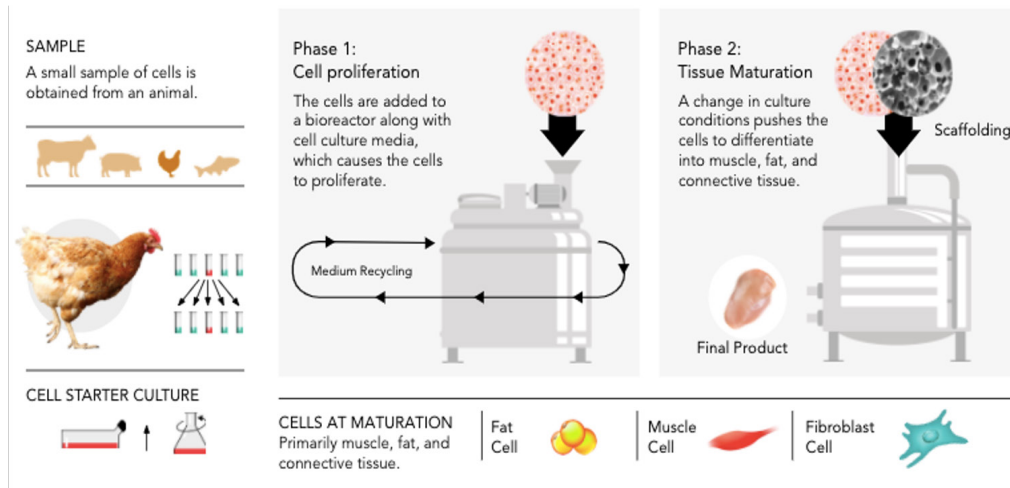 SAMPLE
A small sample of cells is
obtained from an animal.
CELL STARTER CULTURE
Phase 1:
Cell proliferation
The cells are added to
a bioreactor along with
cell culture media,
which causes the cells
to proliferate.
Medium Recycling
Phase 2:
Tissue Maturation
A change in culture
conditions pushes the
cells to differentiate
into muscle, fat, and
connective tissue.
Scaffolding
Final Product
CELLS AT MATURATION
Primarily muscle, fat, and
connective tissue.
Fat
Cell
Muscle
Cell
Fibroblast
Cell